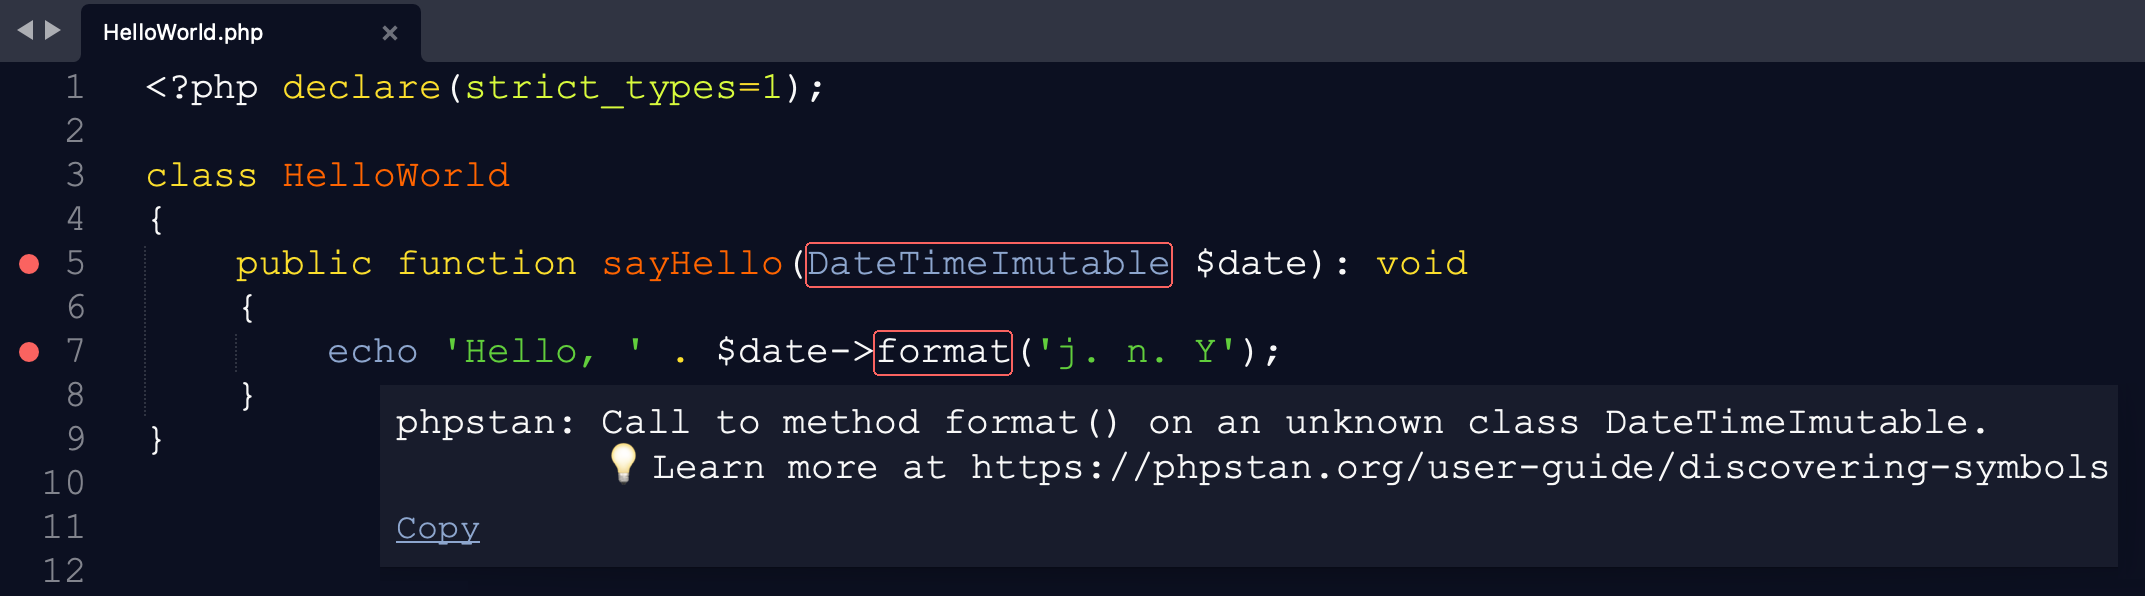 HelloWorld.php
1 <?php declare(strict_types=1);
2
3 class HelloWorld
4 {
5 public function sayHello(DateTimeImutable $date): void
6 {
7 echo 'Hello, ' . $date->format('j. n. Y');
8 }
9 }
10
11
12
phpstan: Call to method format() on an unknown class DateTimeImutable.
💡 Learn more at https://phpstan.org/user-guide/discovering-symbols
Copy